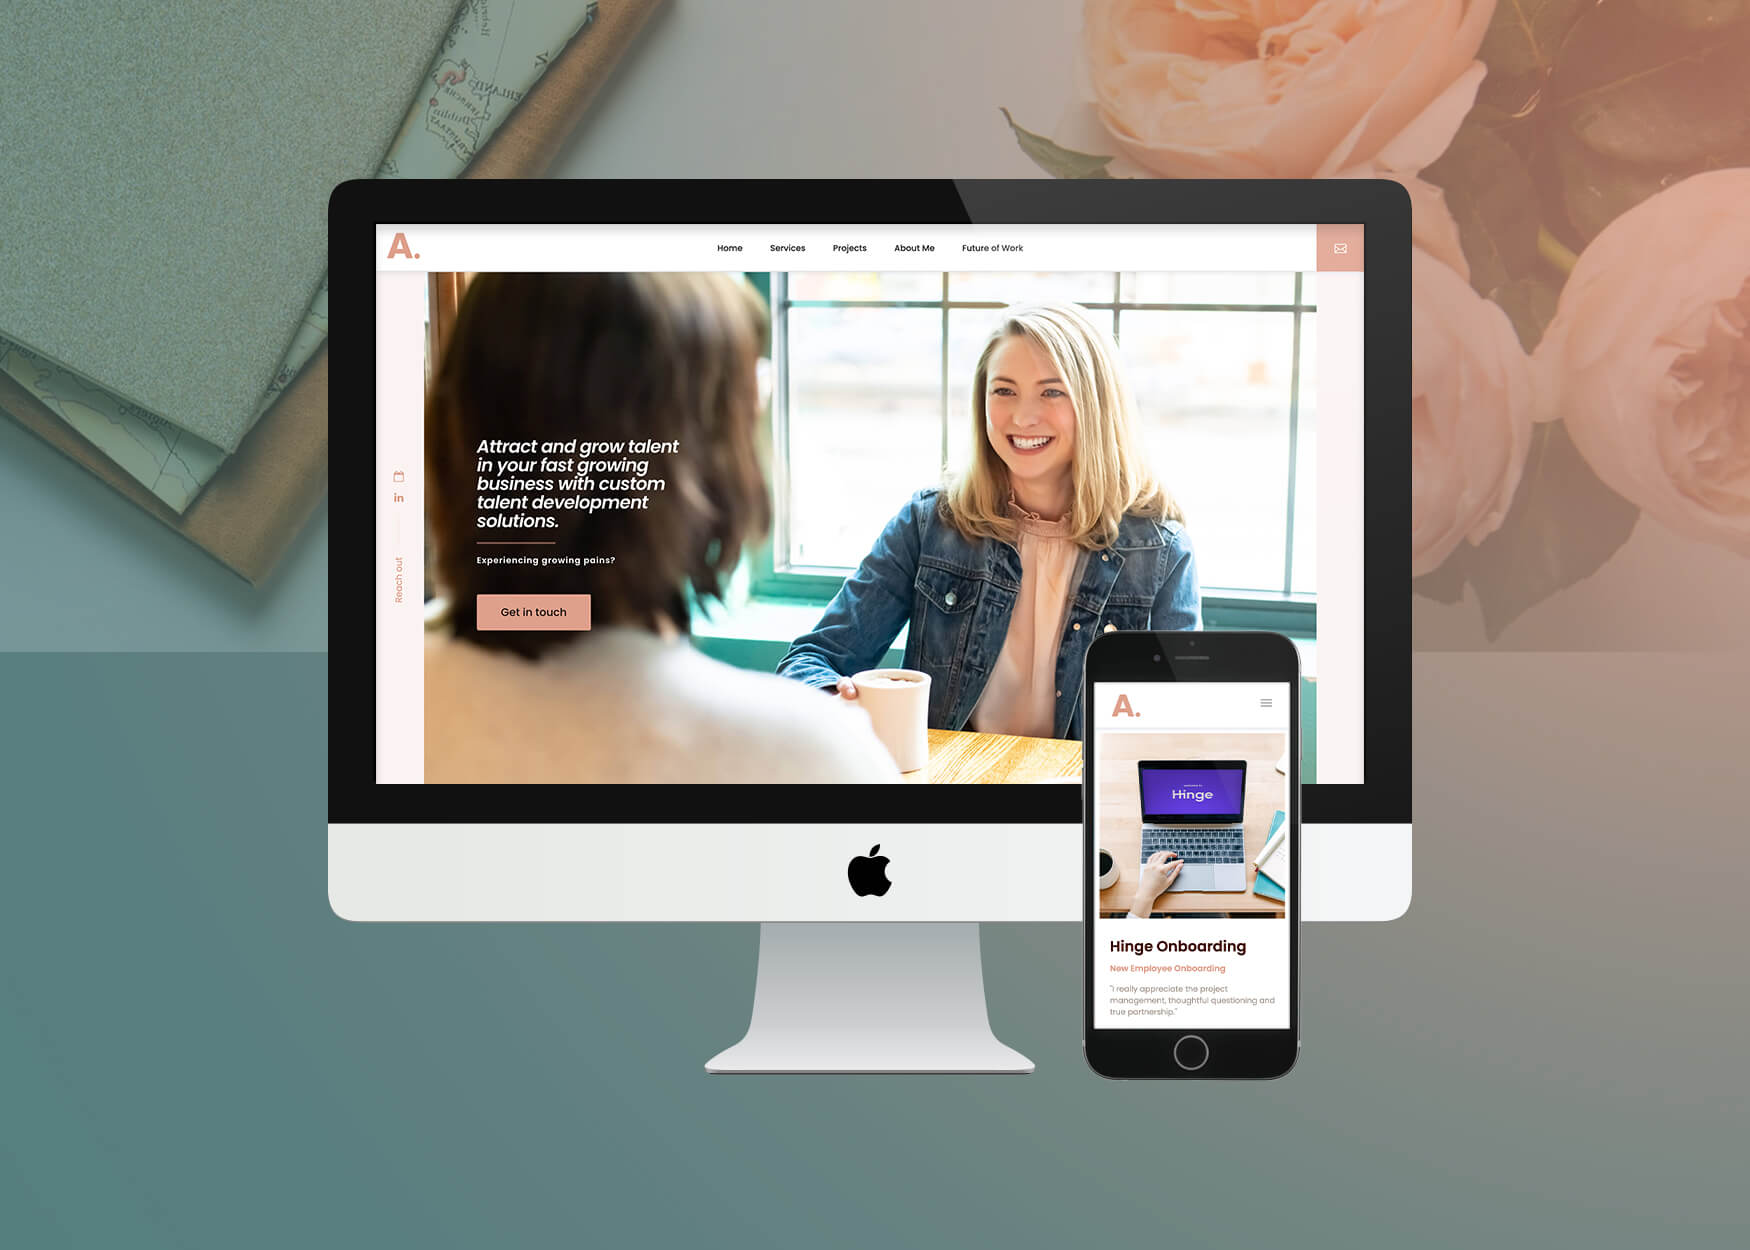 A.
Home Services Projects About Me Future of Work
Attract and grow talent
in your fast growing
business with custom
talent development
solutions.
Experiencing growing pains?
Get in touch
in
Reach out
A.
Hinge
Hinge Onboarding
New Employee Onboarding
"I really appreciate the project
management, thoughtful questioning and
true partnership."
Dublin